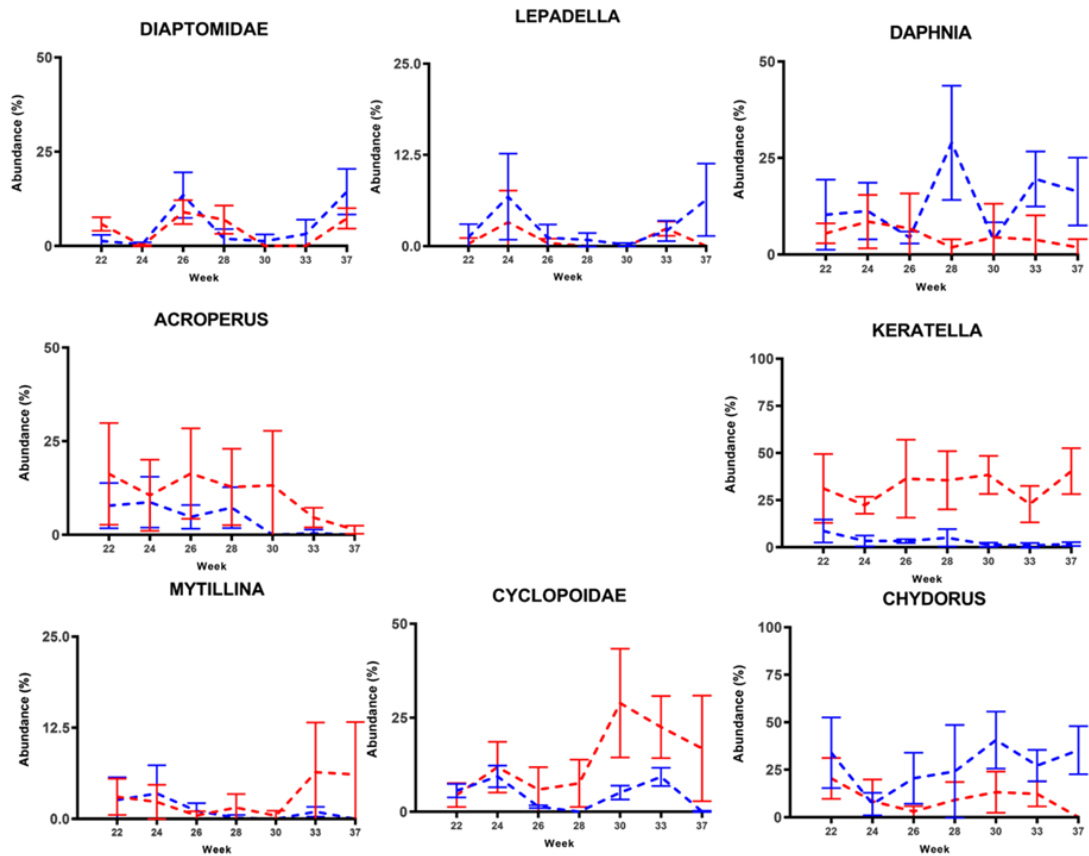 DIAPTOMIDAE
50
25
0
Abundance (%)
22 24 26 28 30 33 37
Week
LEPADELLA
25.0
12.5
0.0
Abundance (%)
22 24 26 28 30 33 37
Week
DAPHNIA
50
25
0
Abundance (%)
22 24 26 28 30 33 37
Week
ACROPERUS
50
25
0
Abundance (%)
22 24 26 28 30 33 37
Week
KERATELLA
100
75
50
25
0
Abundance (%)
22 24 26 28 30 33 37
Week
MYTILLINA
25.0
12.5
0.0
Abundance (%)
22 24 26 28 30 33 37
Week
CYCLOPOIDAE
50
25
0
Abundance (%)
22 24 26 28 30 33 37
Week
CHYDORUS
100
75
50
25
0
Abundance (%)
22 24 26 28 30 33 37
Week